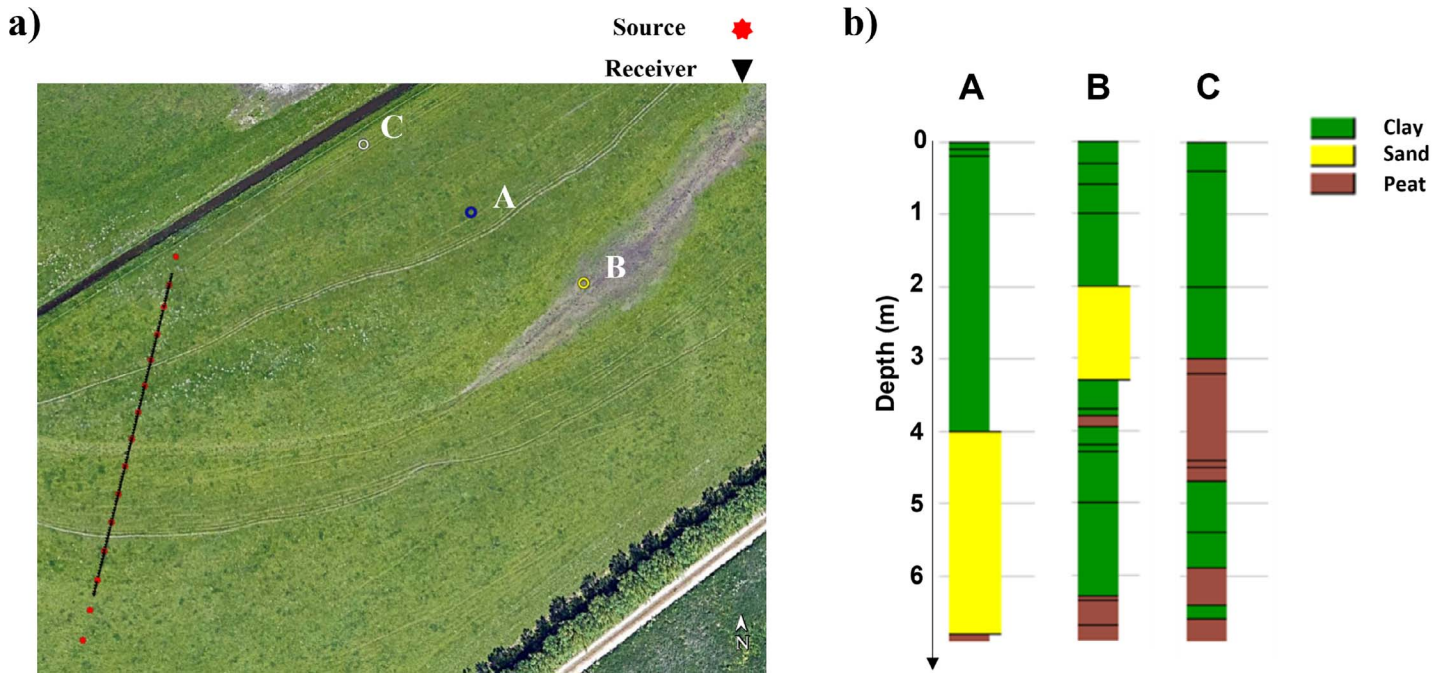 a)
Source
Receiver
C
A
B
N
b)
A B C
0
1
2
3
4
5
6
Depth (m)
Clay
Sand
Peat